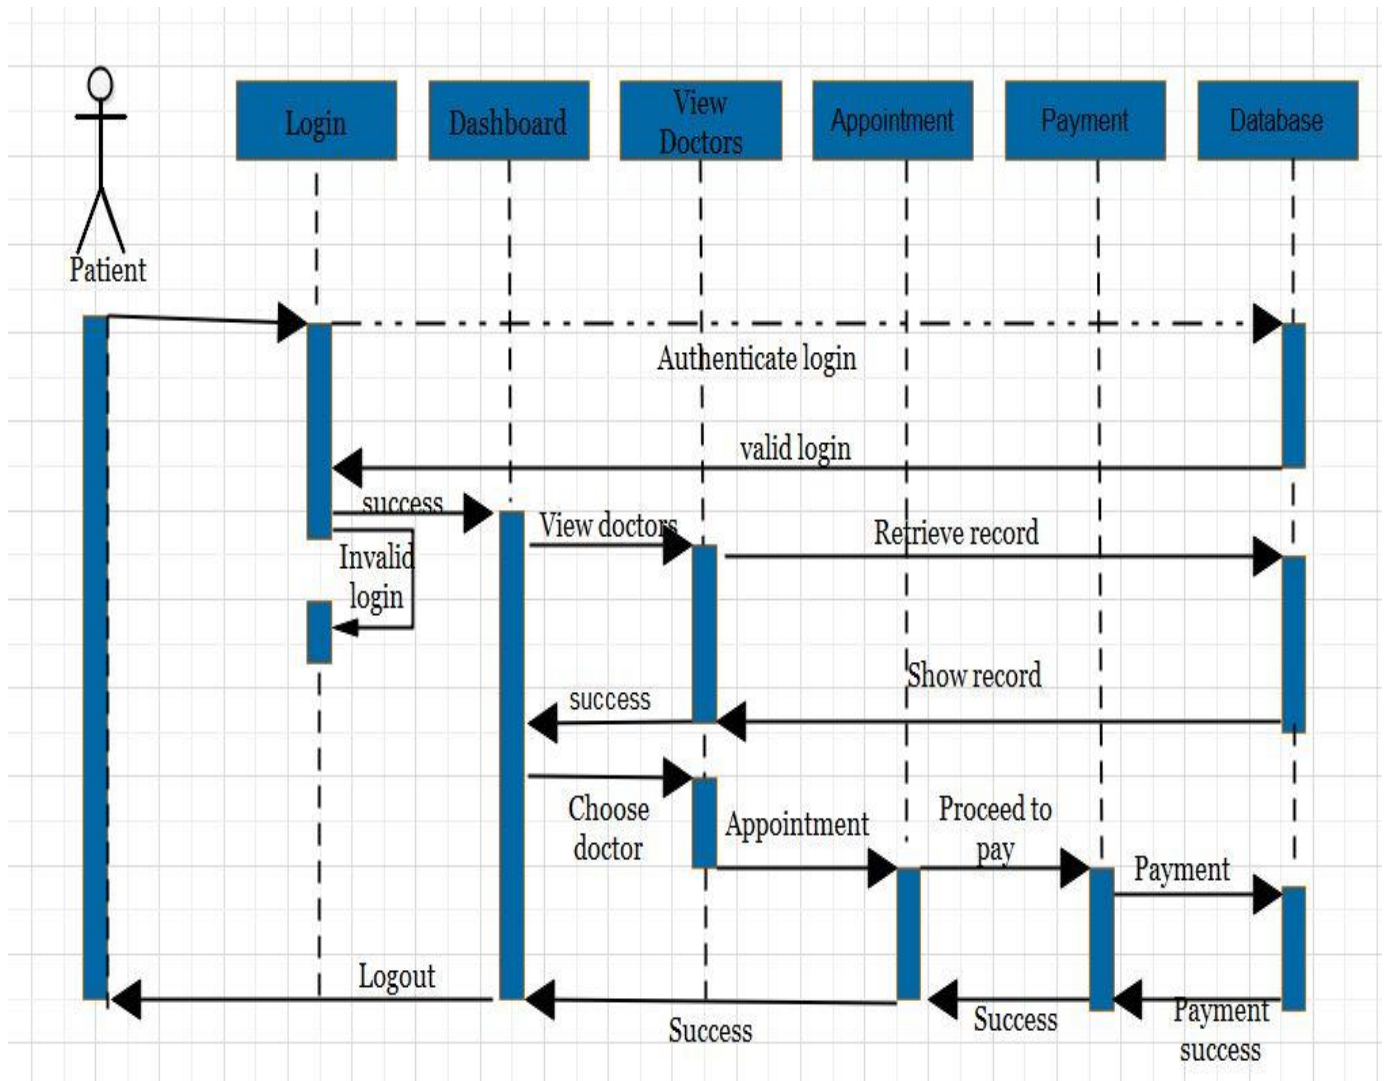 Login
Dashboard
View
Doctors
Appointment
Payment
Database
Patient
Authenticate login
valid login
success
View doctors
Retrieve record
Invalid
login
Show record
success
Choose
doctor
Appointment
Proceed to
pay
Payment
Logout
Success
Success
Payment
success